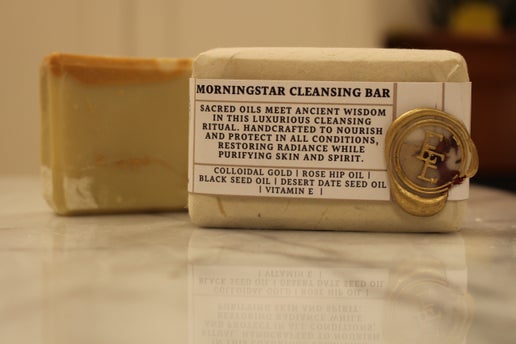 MORNINGSTAR CLEANSING BAR
SACRED OILS MEET ANCIENT WISDOM
IN THIS LUXURIOUS CLEANSING
RITUAL. HANDCRAFTED TO NOURISH
AND PROTECT IN ALL CONDITIONS,
RESTORING RADIANCE WHILE
PURIFYING SKIN AND SPIRIT.
COLLOIDAL GOLD | ROSE HIP OIL |
BLACK SEED OIL | DESERT DATE SEED OIL
| VITAMIN E |